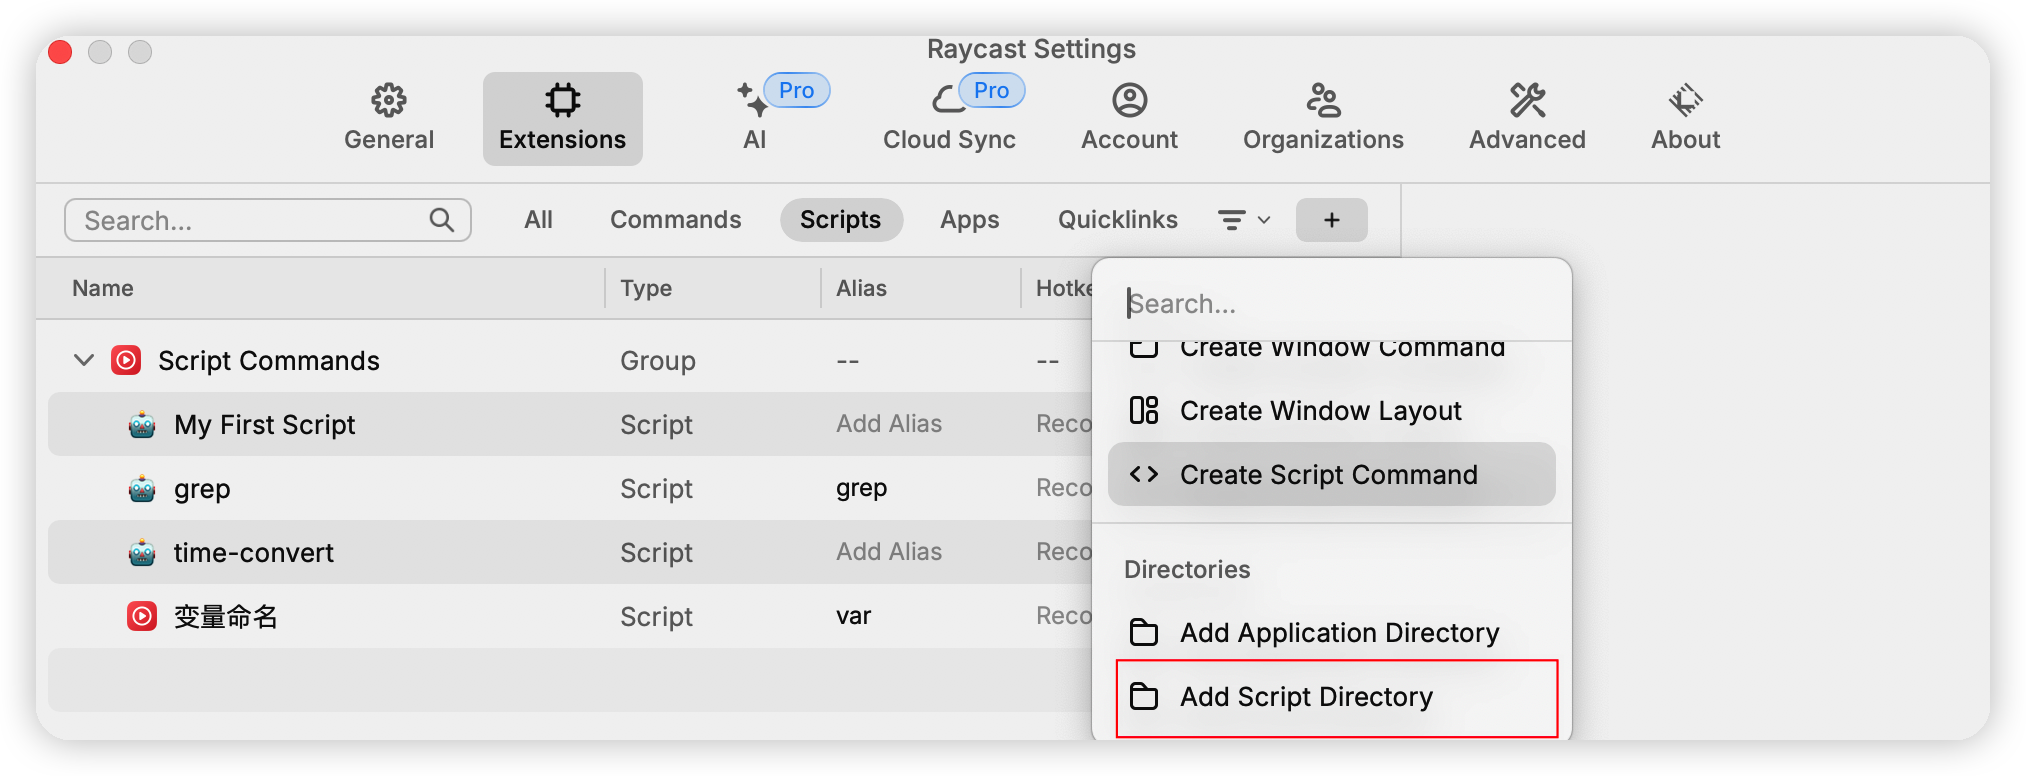 Raycast Settings
General
Extensions
Pro
AI
Pro
Cloud Sync
Account
Organizations
Advanced
About
Search...
All
Commands
Scripts
Apps
Quicklinks
+
Name
Type
Alias
Hotke
Script Commands
Group
--
--
My First Script
Script
Add Alias
Reco
grep
Script
grep
Reco
time-convert
Script
Add Alias
Reco
变量命名
Script
var
Reco
Search...
Create Window Command
Create Window Layout
Create Script Command
Directories
Add Application Directory
Add Script Directory